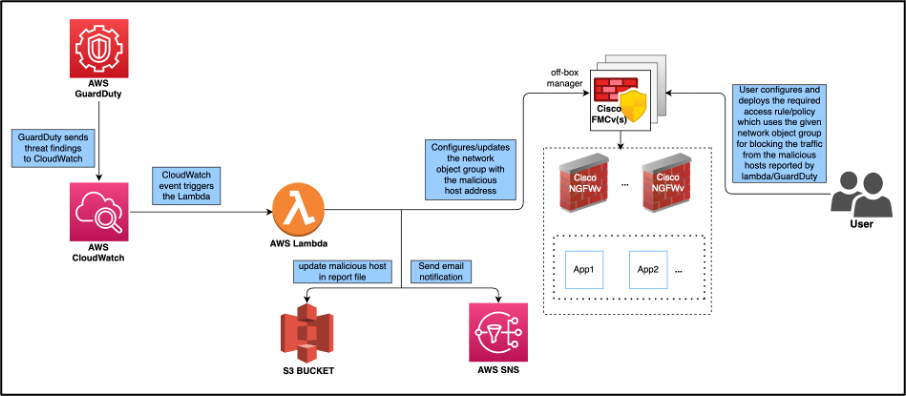 AWS
GuardDuty
GuardDuty sends
threat findings
to CloudWatch
AWS
CloudWatch
CloudWatch
event triggers
the Lambda
AWS Lambda
Configures/updates
the network
object group with
the malicious
host address
update malicious host
in report file
Send email
notification
S3 BUCKET
AWS SNS
off-box
manager
Cisco
FMCv(s)
Cisco
NGFWv
...
Cisco
NGFWv
App1
App2
...
User configures and
deploys the required
access rule/policy
which uses the given
network object group
for blocking the traffic
from the malicious
hosts reported by
lambda/GuardDuty
User